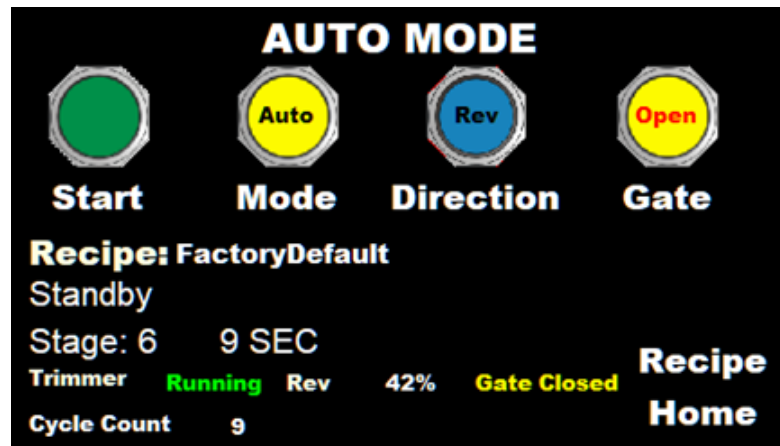 AUTO MODE
Auto Rev Open
Start Mode Direction Gate
Recipe: FactoryDefault
Standby
Stage: 6 9 SEC
Trimmer Running Rev 42% Gate Closed
Recipe
Cycle Count 9
Home